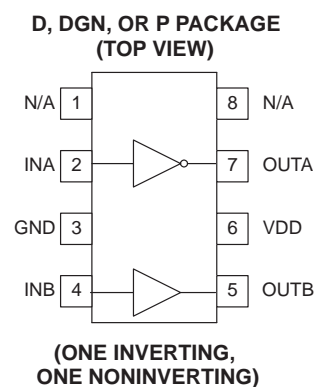 D, DGN, OR P PACKAGE
(TOP VIEW)
N/A 1 8 N/A
INA 2 7 OUTA
GND 3 6 VDD
INB 4 5 OUTB
(ONE INVERTING,
ONE NONINVERTING)